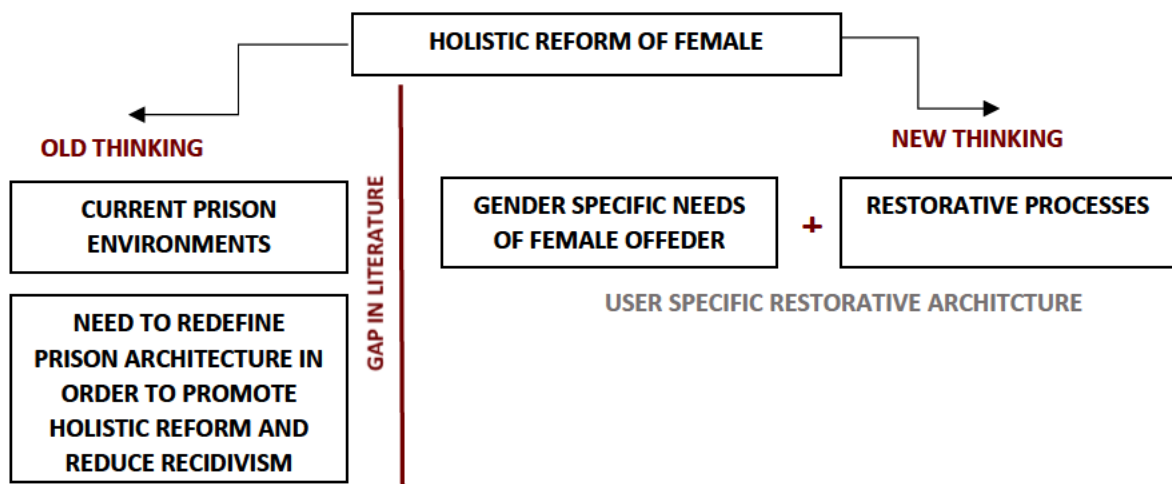 HOLISTIC REFORM OF FEMALE
OLD THINKING
NEW THINKING
CURRENT PRISON
ENVIRONMENTS
NEED TO REDEFINE
PRISON ARCHITECTURE IN
ORDER TO PROMOTE
HOLISTIC REFORM AND
REDUCE RECIDIVISM
GAP IN LITERATURE
GENDER SPECIFIC NEEDS
OF FEMALE OFFEDER
+
RESTORATIVE PROCESSES
USER SPECIFIC RESTORATIVE ARCHITCTURE